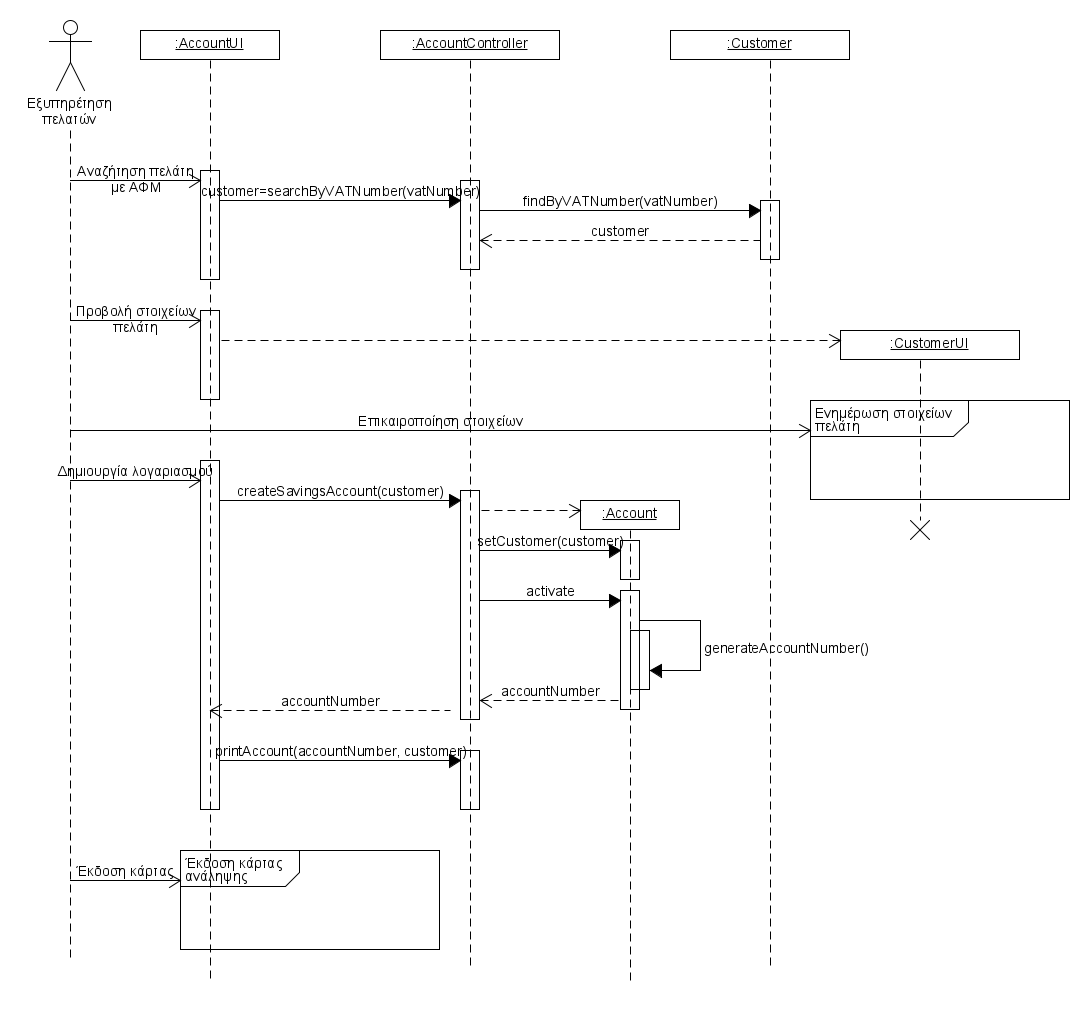 :AccountUI
:AccountController
:Customer
Εξυπηρέτηση
πελατών
Αναζήτηση πελάτη
με ΑΦΜ
customer=searchByVATNumber(vatNumber)
findByVATNumber(vatNumber)
customer
Προβολή στοιχείων
πελάτη
:CustomerUI
Επικαιροποίηση στοιχείων
Ενημέρωση στοιχείων
πελάτη
Δημιουργία λογαριασμού
createSavingsAccount(customer)
:Account
setCustomer(customer)
activate
generateAccountNumber()
accountNumber
accountNumber
printAccount(accountNumber, customer)
Έκδοση κάρτας
Έκδοση κάρτας
ανάληψης